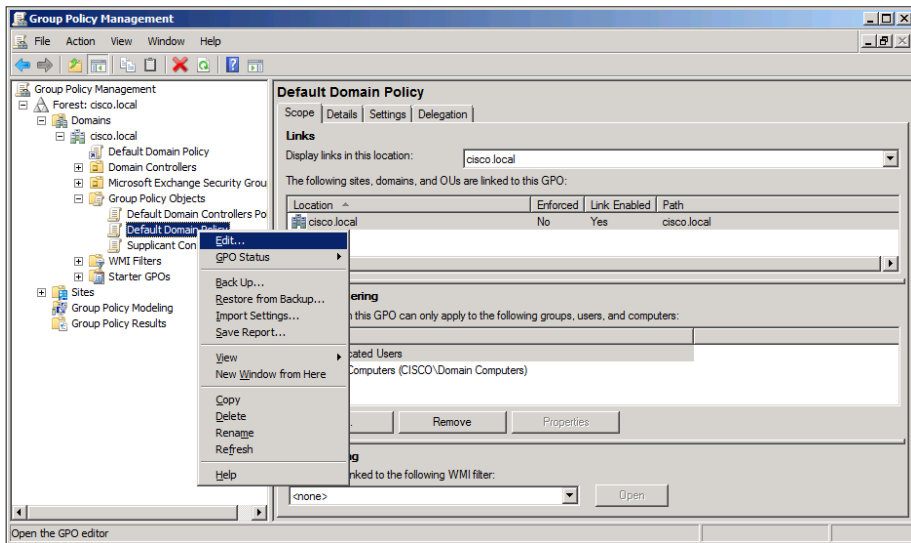 Group Policy Management
File Action View Window Help
Group Policy Management
Forest: cisco.local
Domains
cisco.local
Default Domain Policy
Domain Controllers
Microsoft Exchange Security Grou
Group Policy Objects
Default Domain Controllers Po
Default Domain Policy
Supplicant Con
WMI Filters
Starter GPOs
Sites
Group Policy Modeling
Group Policy Results
Edit...
GPO Status
Back Up...
Restore from Backup...
Import Settings...
Save Report...
View
New Window from Here
Copy
Delete
Rename
Refresh
Help
Default Domain Policy
Scope Details Settings Delegation
Links
Display links in this location: cisco.local
The following sites, domains, and OUs are linked to this GPO:
Location Enforced Link Enabled Path
cisco.local No Yes cisco.local
ering
this GPO can only apply to the following groups, users, and computers:
cated Users
Computers (CISCO\Domain Computers)
Remove Properties
nked to the following WMI filter:
<none> Open
Open the GPO editor